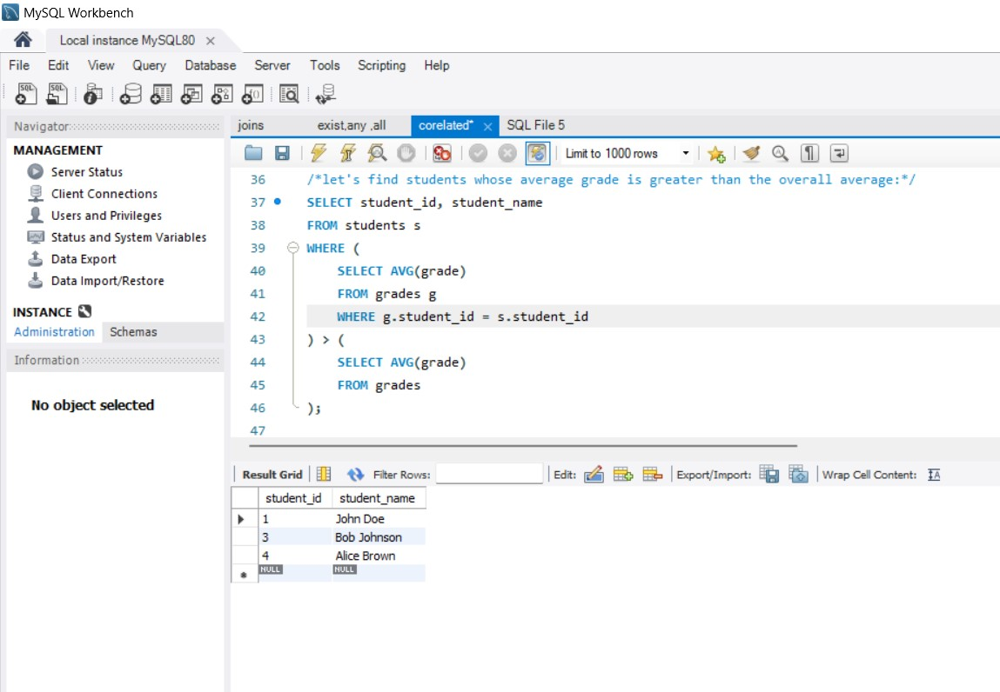 MySQL Workbench
Local instance MySQL80
File Edit View Query Database Server Tools Scripting Help
SQL SQL
Navigator
MANAGEMENT
Server Status
Client Connections
Users and Privileges
Status and System Variables
Data Export
Data Import/Restore
INSTANCE
Administration Schemas
Information
No object selected
joins exist,any ,all corelated* SQL File 5
Limit to 1000 rows
36 /*let's find students whose average grade is greater than the overall average:*/
37 SELECT student_id, student_name
38 FROM students s
39 WHERE (
40 SELECT AVG(grade)
41 FROM grades g
42 WHERE g.student_id = s.student_id
43 ) > (
44 SELECT AVG(grade)
45 FROM grades
46 );
47
Result Grid Filter Rows: Edit: Export/Import: Wrap Cell Content:
student_id student_name
1 John Doe
3 Bob Johnson
4 Alice Brown
NULL NULL